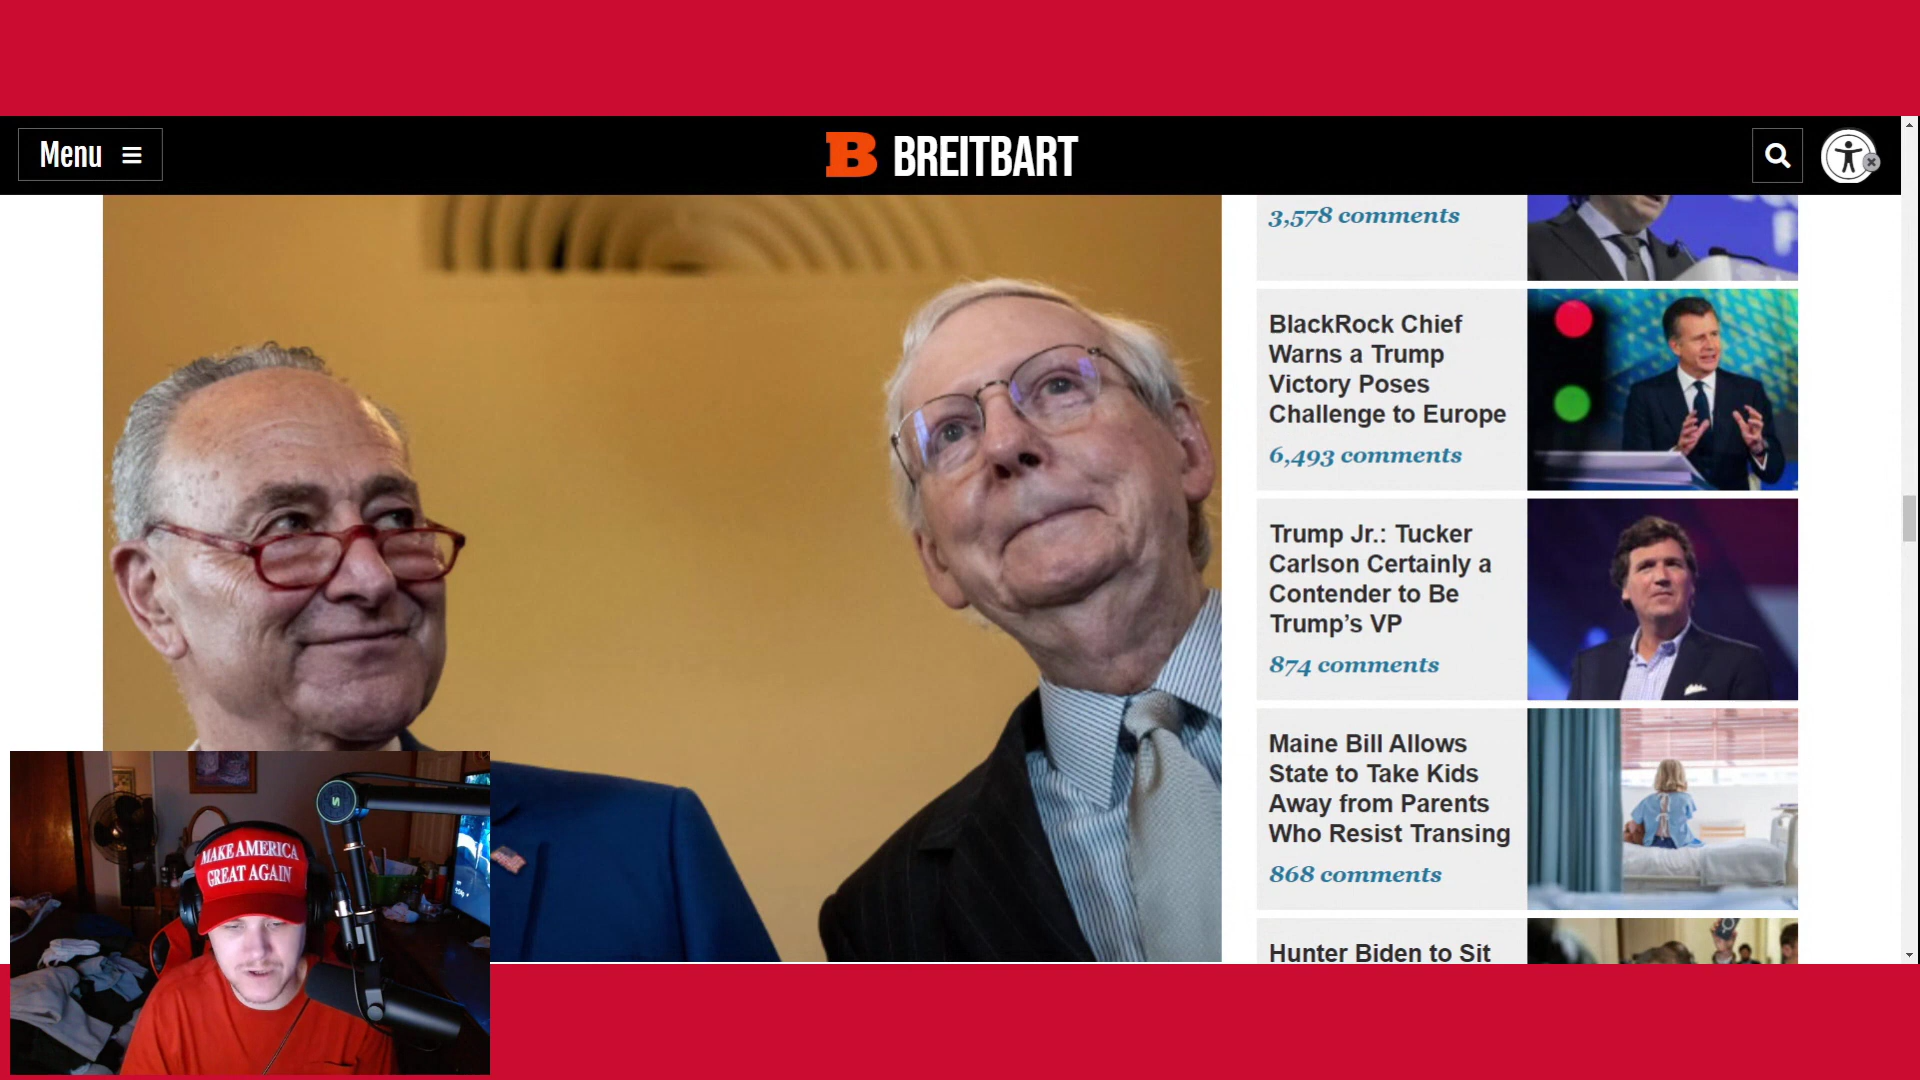 Menu
B BREITBART
3,578 comments
BlackRock Chief
Warns a Trump
Victory Poses
Challenge to Europe
6,493 comments
Trump Jr.: Tucker
Carlson Certainly a
Contender to Be
Trump’s VP
874 comments
Maine Bill Allows
State to Take Kids
Away from Parents
Who Resist Transing
868 comments
Hunter Biden to Sit
MAKE AMERICA
GREAT AGAIN